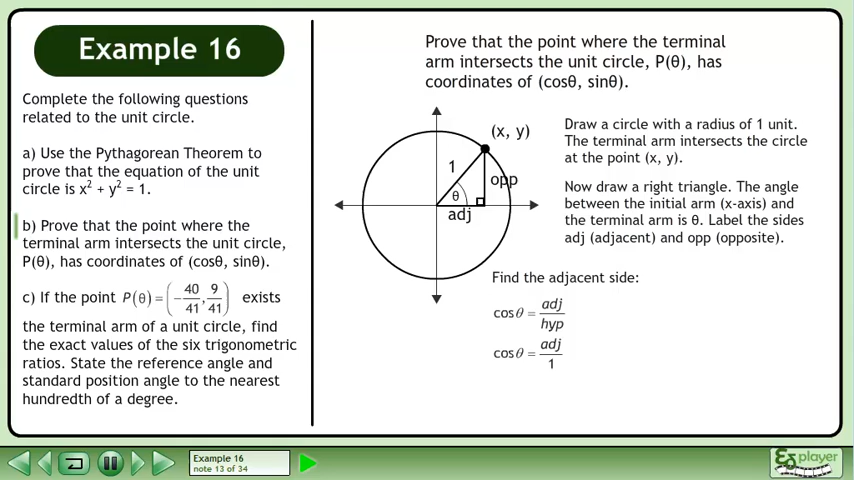 Example 16
Complete the following questions
related to the unit circle.
a) Use the Pythagorean Theorem to
prove that the equation of the unit
circle is x² + y² = 1.
b) Prove that the point where the
terminal arm intersects the unit circle,
P(θ), has coordinates of (cosθ, sinθ).
c) If the point P(θ) = (-40/41, 9/41) exists
the terminal arm of a unit circle, find
the exact values of the six trigonometric
ratios. State the reference angle and
standard position angle to the nearest
hundredth of a degree.
Prove that the point where the terminal
arm intersects the unit circle, P(θ), has
coordinates of (cosθ, sinθ).
(x, y)
1
opp
θ
adj
Draw a circle with a radius of 1 unit.
The terminal arm intersects the circle
at the point (x, y).
Now draw a right triangle. The angle
between the initial arm (x-axis) and
the terminal arm is θ. Label the sides
adj (adjacent) and opp (opposite).
Find the adjacent side:
cosθ = adj/hyp
cosθ = adj/1
Example 16
note 13 of 34
Ez player